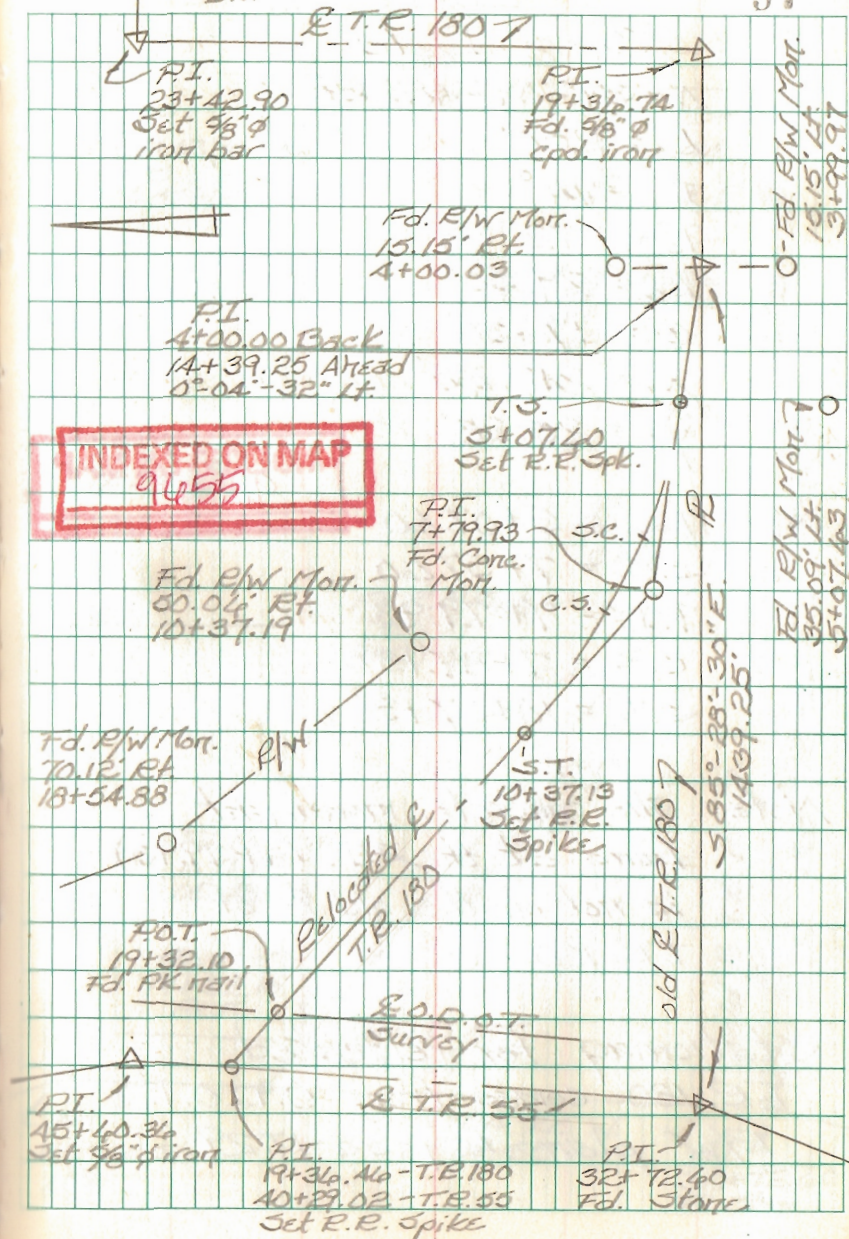 ℄ T.R. 180
P.I.
23+42.90
Set 5/8" ø
iron bar
P.I.
19+36.74
Fd. 5/8" ø
cpd. iron
Fd. R/W Mon.
15.15' Lt.
3+99.97
Fd. R/W Mon.
15.15' Rt.
4+00.03
P.I.
4+00.00 Back
14+39.25 Ahead
0°-04'-32" Lt.
T.S.
5+07.40
Set R.R. Spk.
INDEXED ON MAP
9655
P.I.
7+79.93
Fd. Conc.
Mon.
S.C.
C.S.
Fd. R/W Mon.
35.09' Lt.
5+07.43
Fd. R/W Mon.
50.06' Rt.
10+37.19
S 85°-28'-30" E.
1439.25'
Fd. R/W Mon.
70.12' Rt.
18+54.88
R/W
S.T.
10+37.13
Set R.R.
Spike
Relocated ℄
T.R. 180
old ℄ T.R. 180
P.O.T.
19+32.10
Fd. PK nail
℄ O.D.O.T.
Survey
℄ T.R. 55
P.I.
45+60.36
Set 5/8" ø iron
P.I.
19+36.46 - T.R. 180
40+29.02 - T.R. 55
Set R.R. Spike
P.I.
32+72.60
Fd. Stone